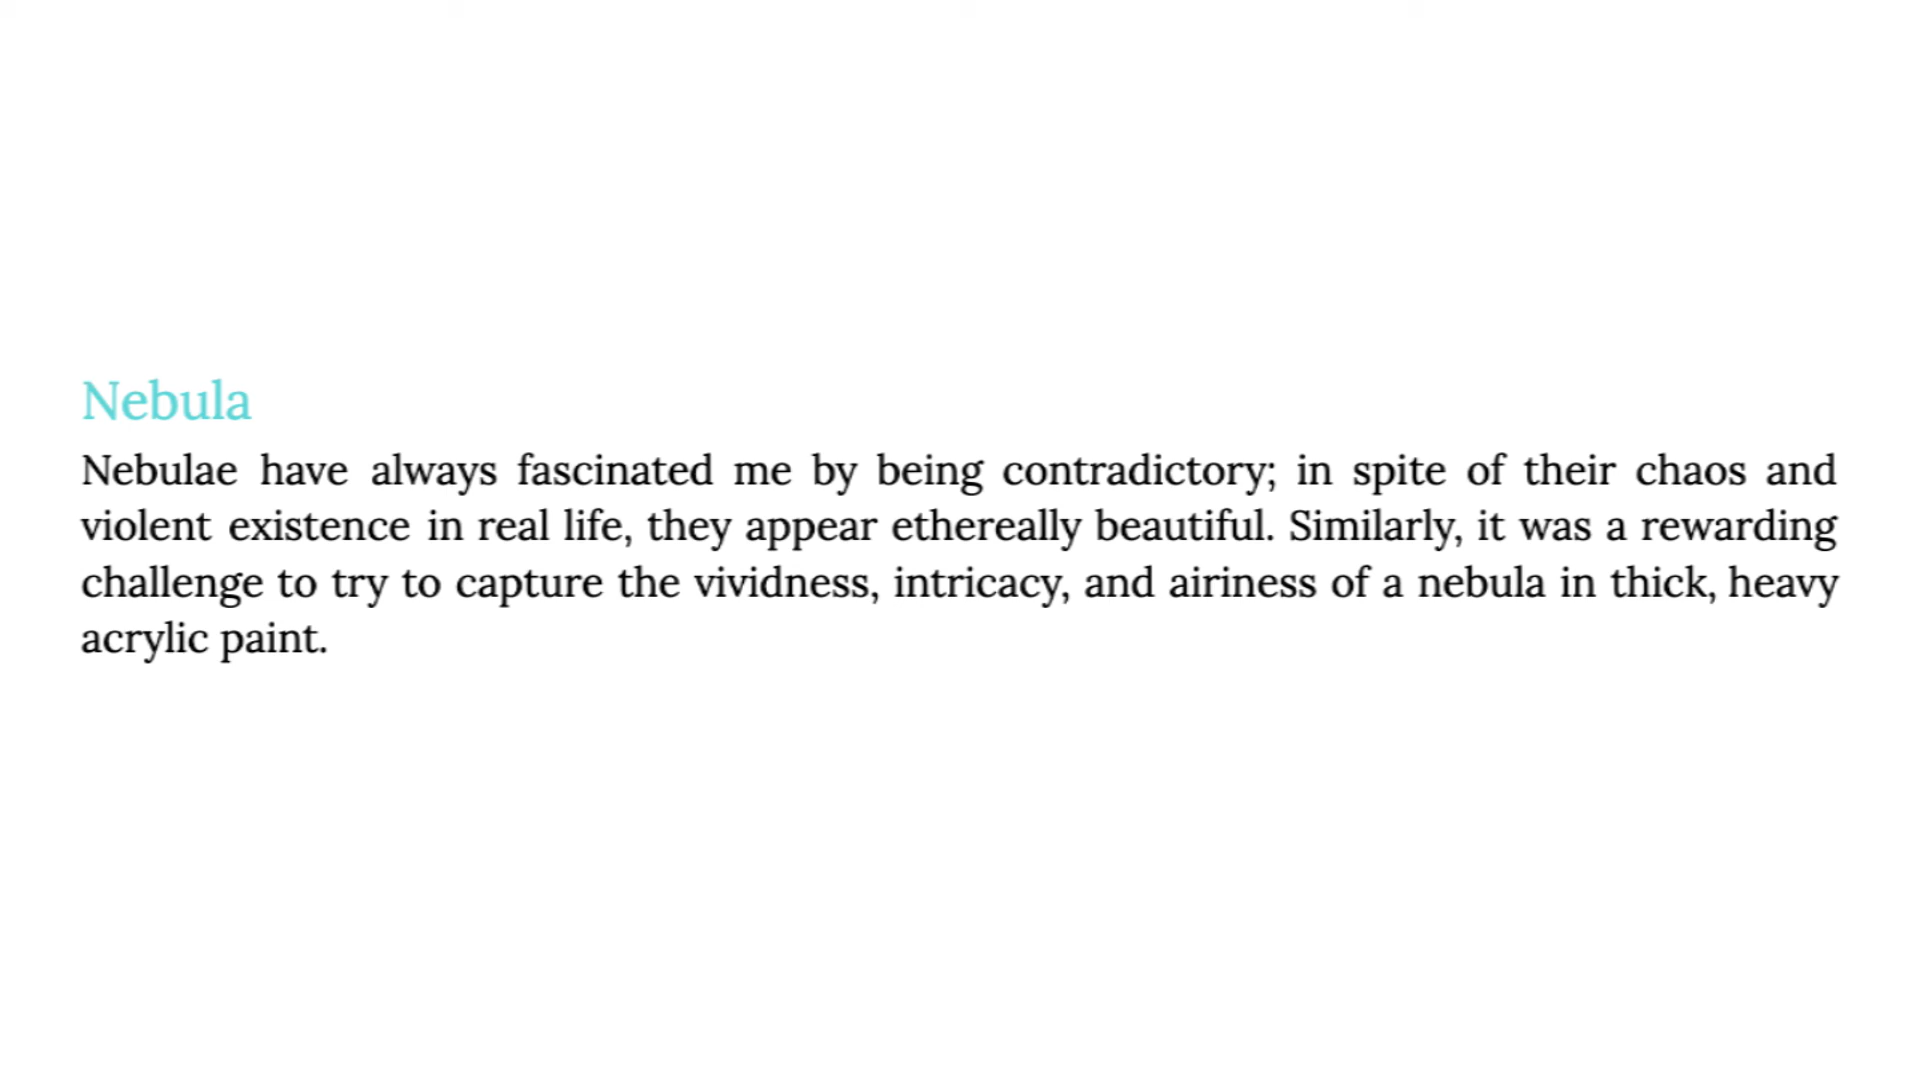 Nebula
Nebulae have always fascinated me by being contradictory; in spite of their chaos and
violent existence in real life, they appear ethereally beautiful. Similarly, it was a rewarding
challenge to try to capture the vividness, intricacy, and airiness of a nebula in thick, heavy
acrylic paint.